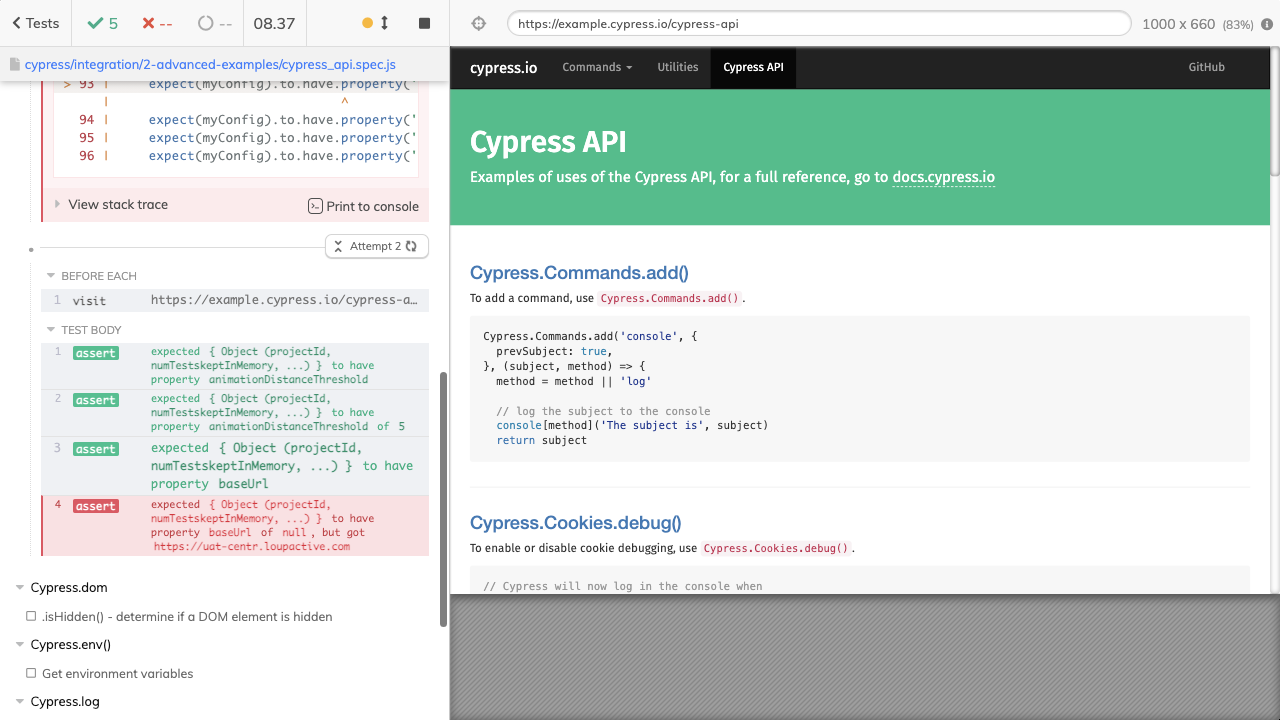 Tests
5
--
--
08.37
https://example.cypress.io/cypress-api
1000 x 660 (83%)
cypress/integration/2-advanced-examples/cypress_api.spec.js
> 93 | expect(myConfig).to.have.property('
| ^
94 | expect(myConfig).to.have.property('
95 | expect(myConfig).to.have.property('
96 | expect(myConfig).to.have.property('
View stack trace
Print to console
Attempt 2
BEFORE EACH
1 visit https://example.cypress.io/cypress-a…
TEST BODY
1 assert expected { Object (projectId,
numTestskeptInMemory, ...) } to have
property animationDistanceThreshold
2 assert expected { Object (projectId,
numTestskeptInMemory, ...) } to have
property animationDistanceThreshold of 5
3 assert expected { Object (projectId,
numTestskeptInMemory, ...) } to have
property baseUrl
4 assert expected { Object (projectId,
numTestskeptInMemory, ...) } to have
property baseUrl of null, but got
https://uat-centr.loupactive.com
Cypress.dom
.isHidden() - determine if a DOM element is hidden
Cypress.env()
Get environment variables
Cypress.log
cypress.io
Commands
Utilities
Cypress API
GitHub
Cypress API
Examples of uses of the Cypress API, for a full reference, go to docs.cypress.io
Cypress.Commands.add()
To add a command, use Cypress.Commands.add().
Cypress.Commands.add('console', {
prevSubject: true,
}, (subject, method) => {
method = method || 'log'
// log the subject to the console
console[method]('The subject is', subject)
return subject
Cypress.Cookies.debug()
To enable or disable cookie debugging, use Cypress.Cookies.debug().
// Cypress will now log in the console when